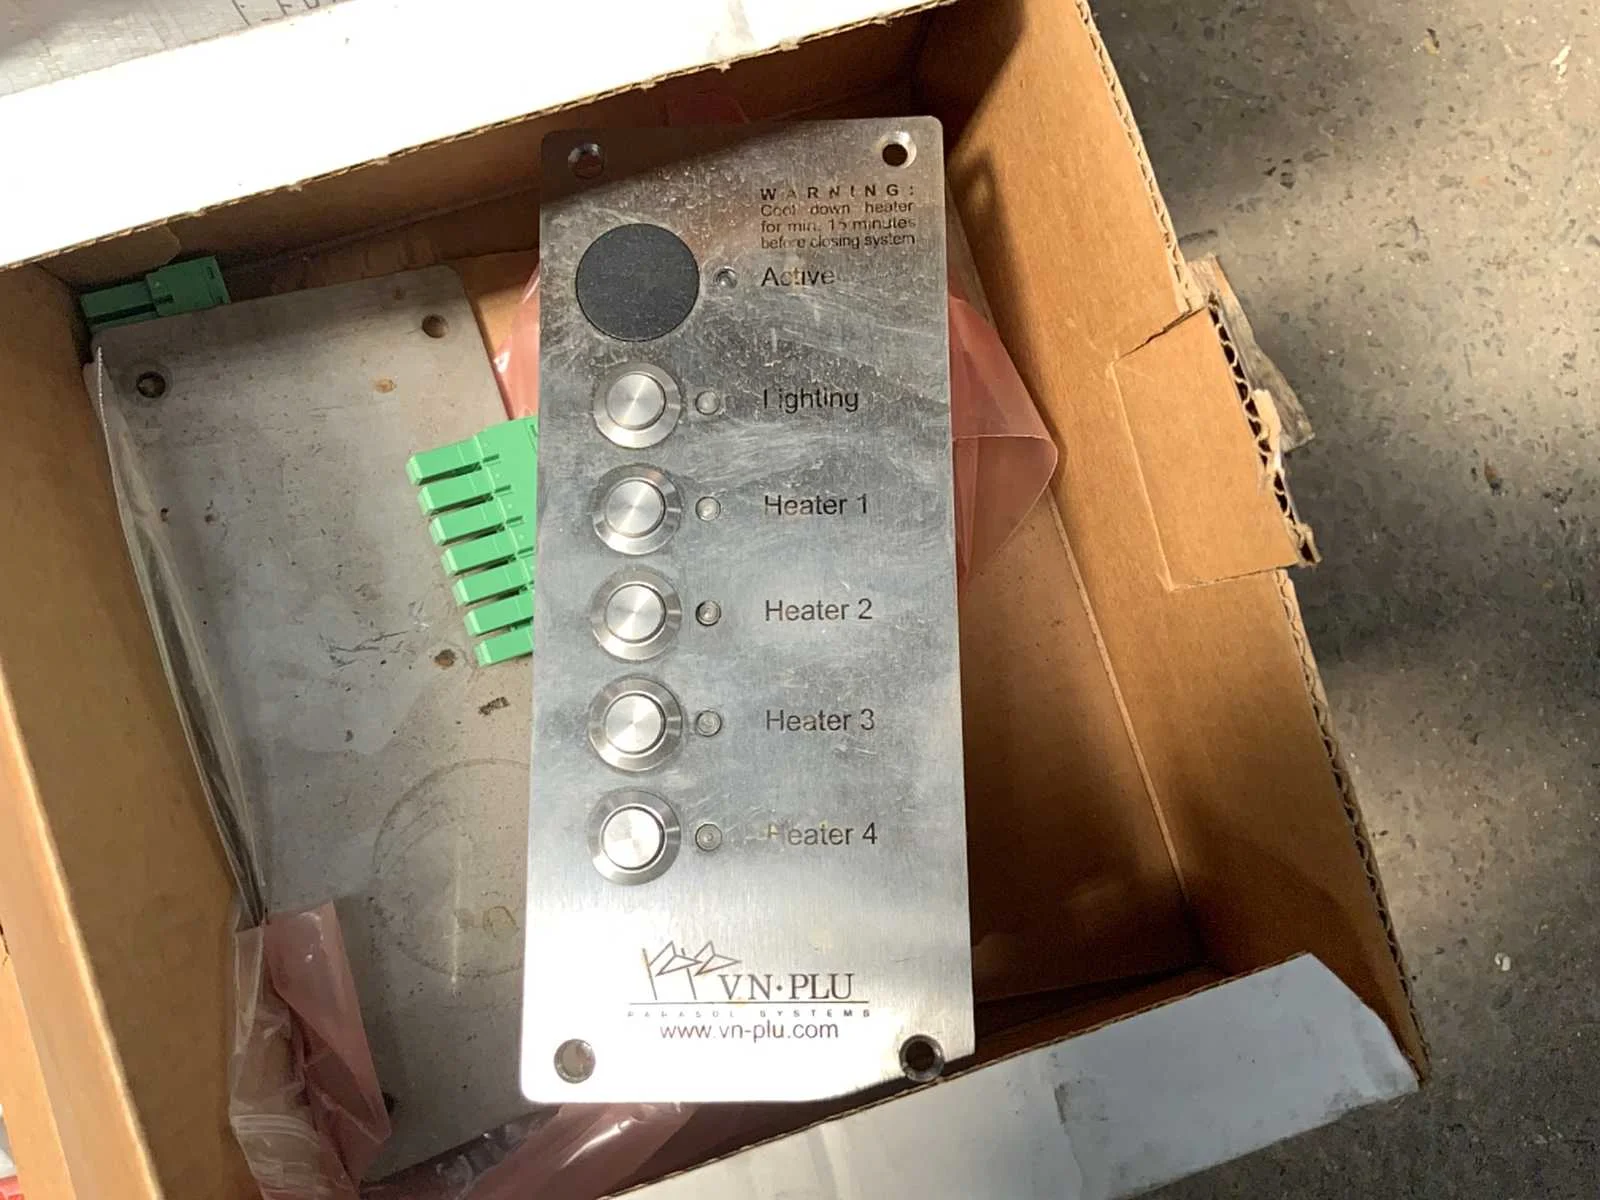 WARNING:
Cool down heater
for min. 15 minutes
before closing system
Active
Lighting
Heater 1
Heater 2
Heater 3
Heater 4
VN·PLU
PARASOL SYSTEMS
www.vn-plu.com